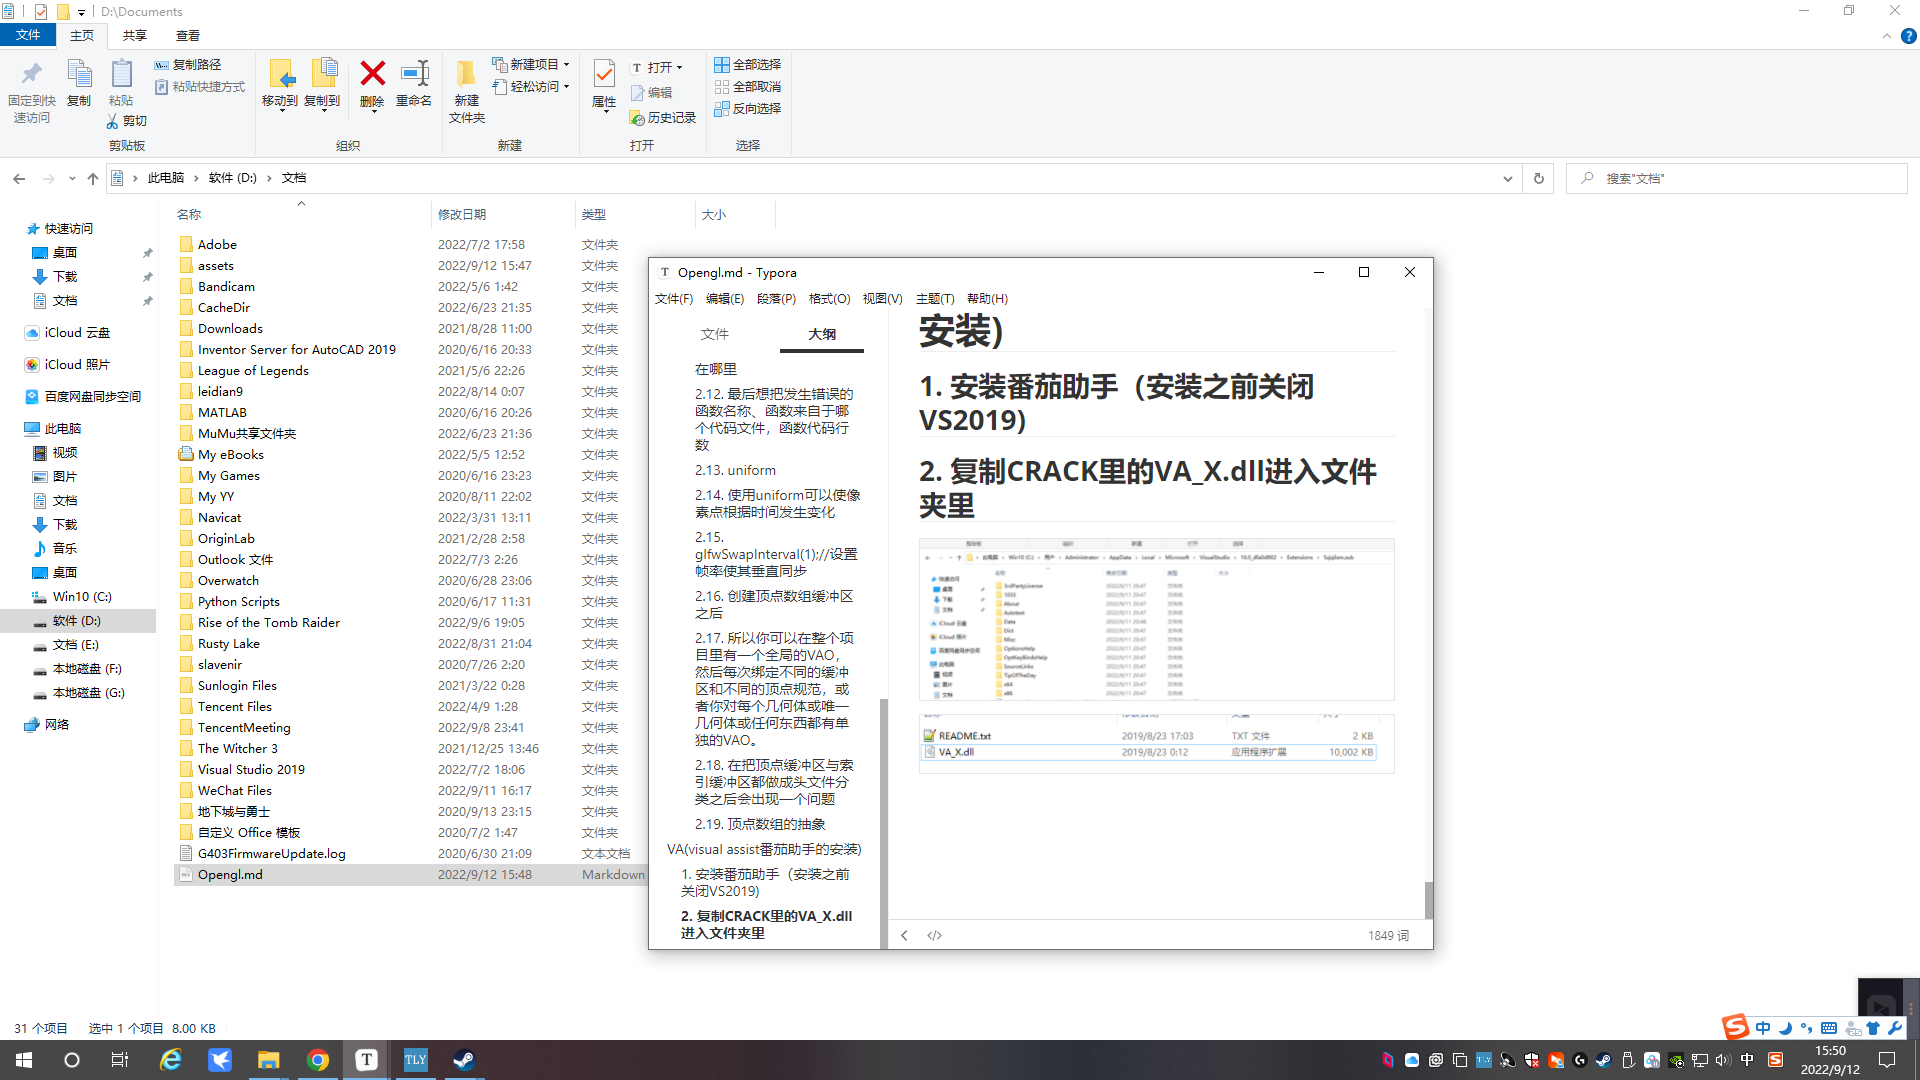 D:\Documents
文件
主页
共享
查看
固定到快速访问
复制
粘贴
复制路径
粘贴快捷方式
剪切
剪贴板
移动到
复制到
删除
重命名
组织
新建文件夹
新建项目
轻松访问
新建
属性
打开
编辑
历史记录
打开
全部选择
全部取消
反向选择
选择
此电脑 › 软件 (D:) › 文档
搜索"文档"
快速访问
桌面
下载
文档
iCloud 云盘
iCloud 照片
百度网盘同步空间
此电脑
视频
图片
文档
下载
音乐
桌面
Win10 (C:)
软件 (D:)
文档 (E:)
本地磁盘 (F:)
本地磁盘 (G:)
网络
名称 修改日期 类型 大小
Adobe 2022/7/2 17:58 文件夹
assets 2022/9/12 15:47 文件夹
Bandicam 2022/5/6 1:42 文件夹
CacheDir 2022/6/23 21:35 文件夹
Downloads 2021/8/28 11:00 文件夹
Inventor Server for AutoCAD 2019 2020/6/16 20:33 文件夹
League of Legends 2021/5/6 22:26 文件夹
leidian9 2022/8/14 0:07 文件夹
MATLAB 2020/6/16 20:26 文件夹
MuMu共享文件夹 2022/6/23 21:36 文件夹
My eBooks 2022/5/5 12:52 文件夹
My Games 2020/6/16 23:23 文件夹
My YY 2020/8/11 22:02 文件夹
Navicat 2022/3/31 13:11 文件夹
OriginLab 2021/2/28 2:58 文件夹
Outlook 文件 2022/7/3 2:26 文件夹
Overwatch 2020/6/28 23:06 文件夹
Python Scripts 2020/6/17 11:31 文件夹
Rise of the Tomb Raider 2022/9/6 19:05 文件夹
Rusty Lake 2022/8/31 21:04 文件夹
slavenir 2020/7/26 2:20 文件夹
Sunlogin Files 2021/3/22 0:28 文件夹
Tencent Files 2022/4/9 1:28 文件夹
TencentMeeting 2022/9/8 23:41 文件夹
The Witcher 3 2021/12/25 13:46 文件夹
Visual Studio 2019 2022/7/2 18:06 文件夹
WeChat Files 2022/9/11 16:17 文件夹
地下城与勇士 2020/9/13 23:15 文件夹
自定义 Office 模板 2020/7/2 1:47 文件夹
G403FirmwareUpdate.log 2020/6/30 21:09 文本文档
Opengl.md 2022/9/12 15:48 Markdown
Opengl.md - Typora
文件(F) 编辑(E) 段落(P) 格式(O) 视图(V) 主题(T) 帮助(H)
文件 大纲
在哪里
2.12. 最后想把发生错误的
函数名称、函数来自于哪
个代码文件，函数代码行
数
2.13. uniform
2.14. 使用uniform可以使像
素点根据时间发生变化
2.15.
glfwSwapInterval(1);//设置
帧率使其垂直同步
2.16. 创建顶点数组缓冲区
之后
2.17. 所以你可以在整个项
目里有一个全局的VAO，
然后每次绑定不同的缓冲
区和不同的顶点规范，或
者你对每个几何体或唯一
几何体或任何东西都有单
独的VAO。
2.18. 在把顶点缓冲区与索
引缓冲区都做成头文件分
类之后会出现一个问题
2.19. 顶点数组的抽象
VA(visual assist番茄助手的安装)
1. 安装番茄助手（安装之前
关闭VS2019)
2. 复制CRACK里的VA_X.dll
进入文件夹里
安装)
1. 安装番茄助手（安装之前关闭
VS2019)
2. 复制CRACK里的VA_X.dll进入文件
夹里
README.txt 2019/8/23 17:03 TXT 文件 2 KB
VA_X.dll 2019/8/23 0:12 应用程序扩展 10,002 KB
1849 词
31 个项目 选中 1 个项目 8.00 KB
中
TLY
中
15:50
2022/9/12